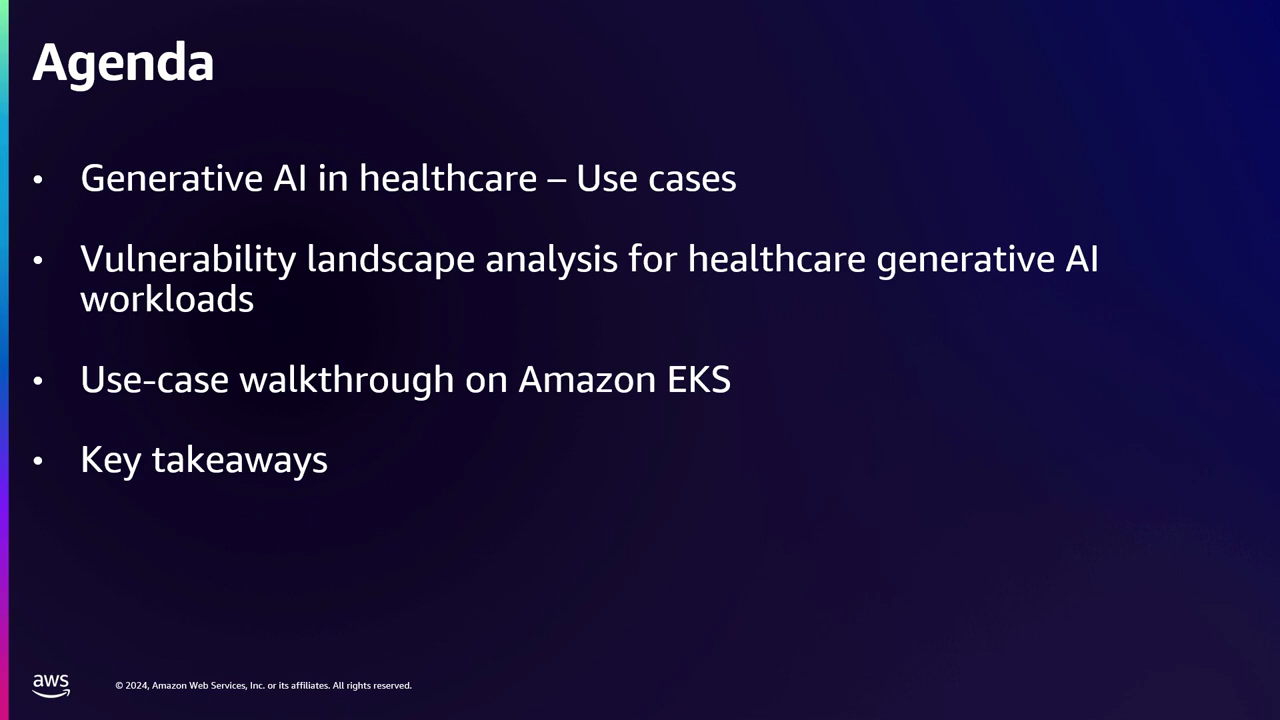 Agenda
• Generative AI in healthcare – Use cases
• Vulnerability landscape analysis for healthcare generative AI
workloads
• Use-case walkthrough on Amazon EKS
• Key takeaways
aws
© 2024, Amazon Web Services, Inc. or its affiliates. All rights reserved.